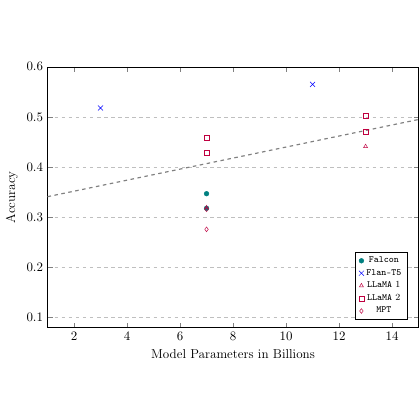 0.6
0.5
0.4
0.3
0.2
0.1
Accuracy
2 4 6 8 10 12 14
Model Parameters in Billions
Falcon
Flan-T5
LLaMA 1
LLaMA 2
MPT